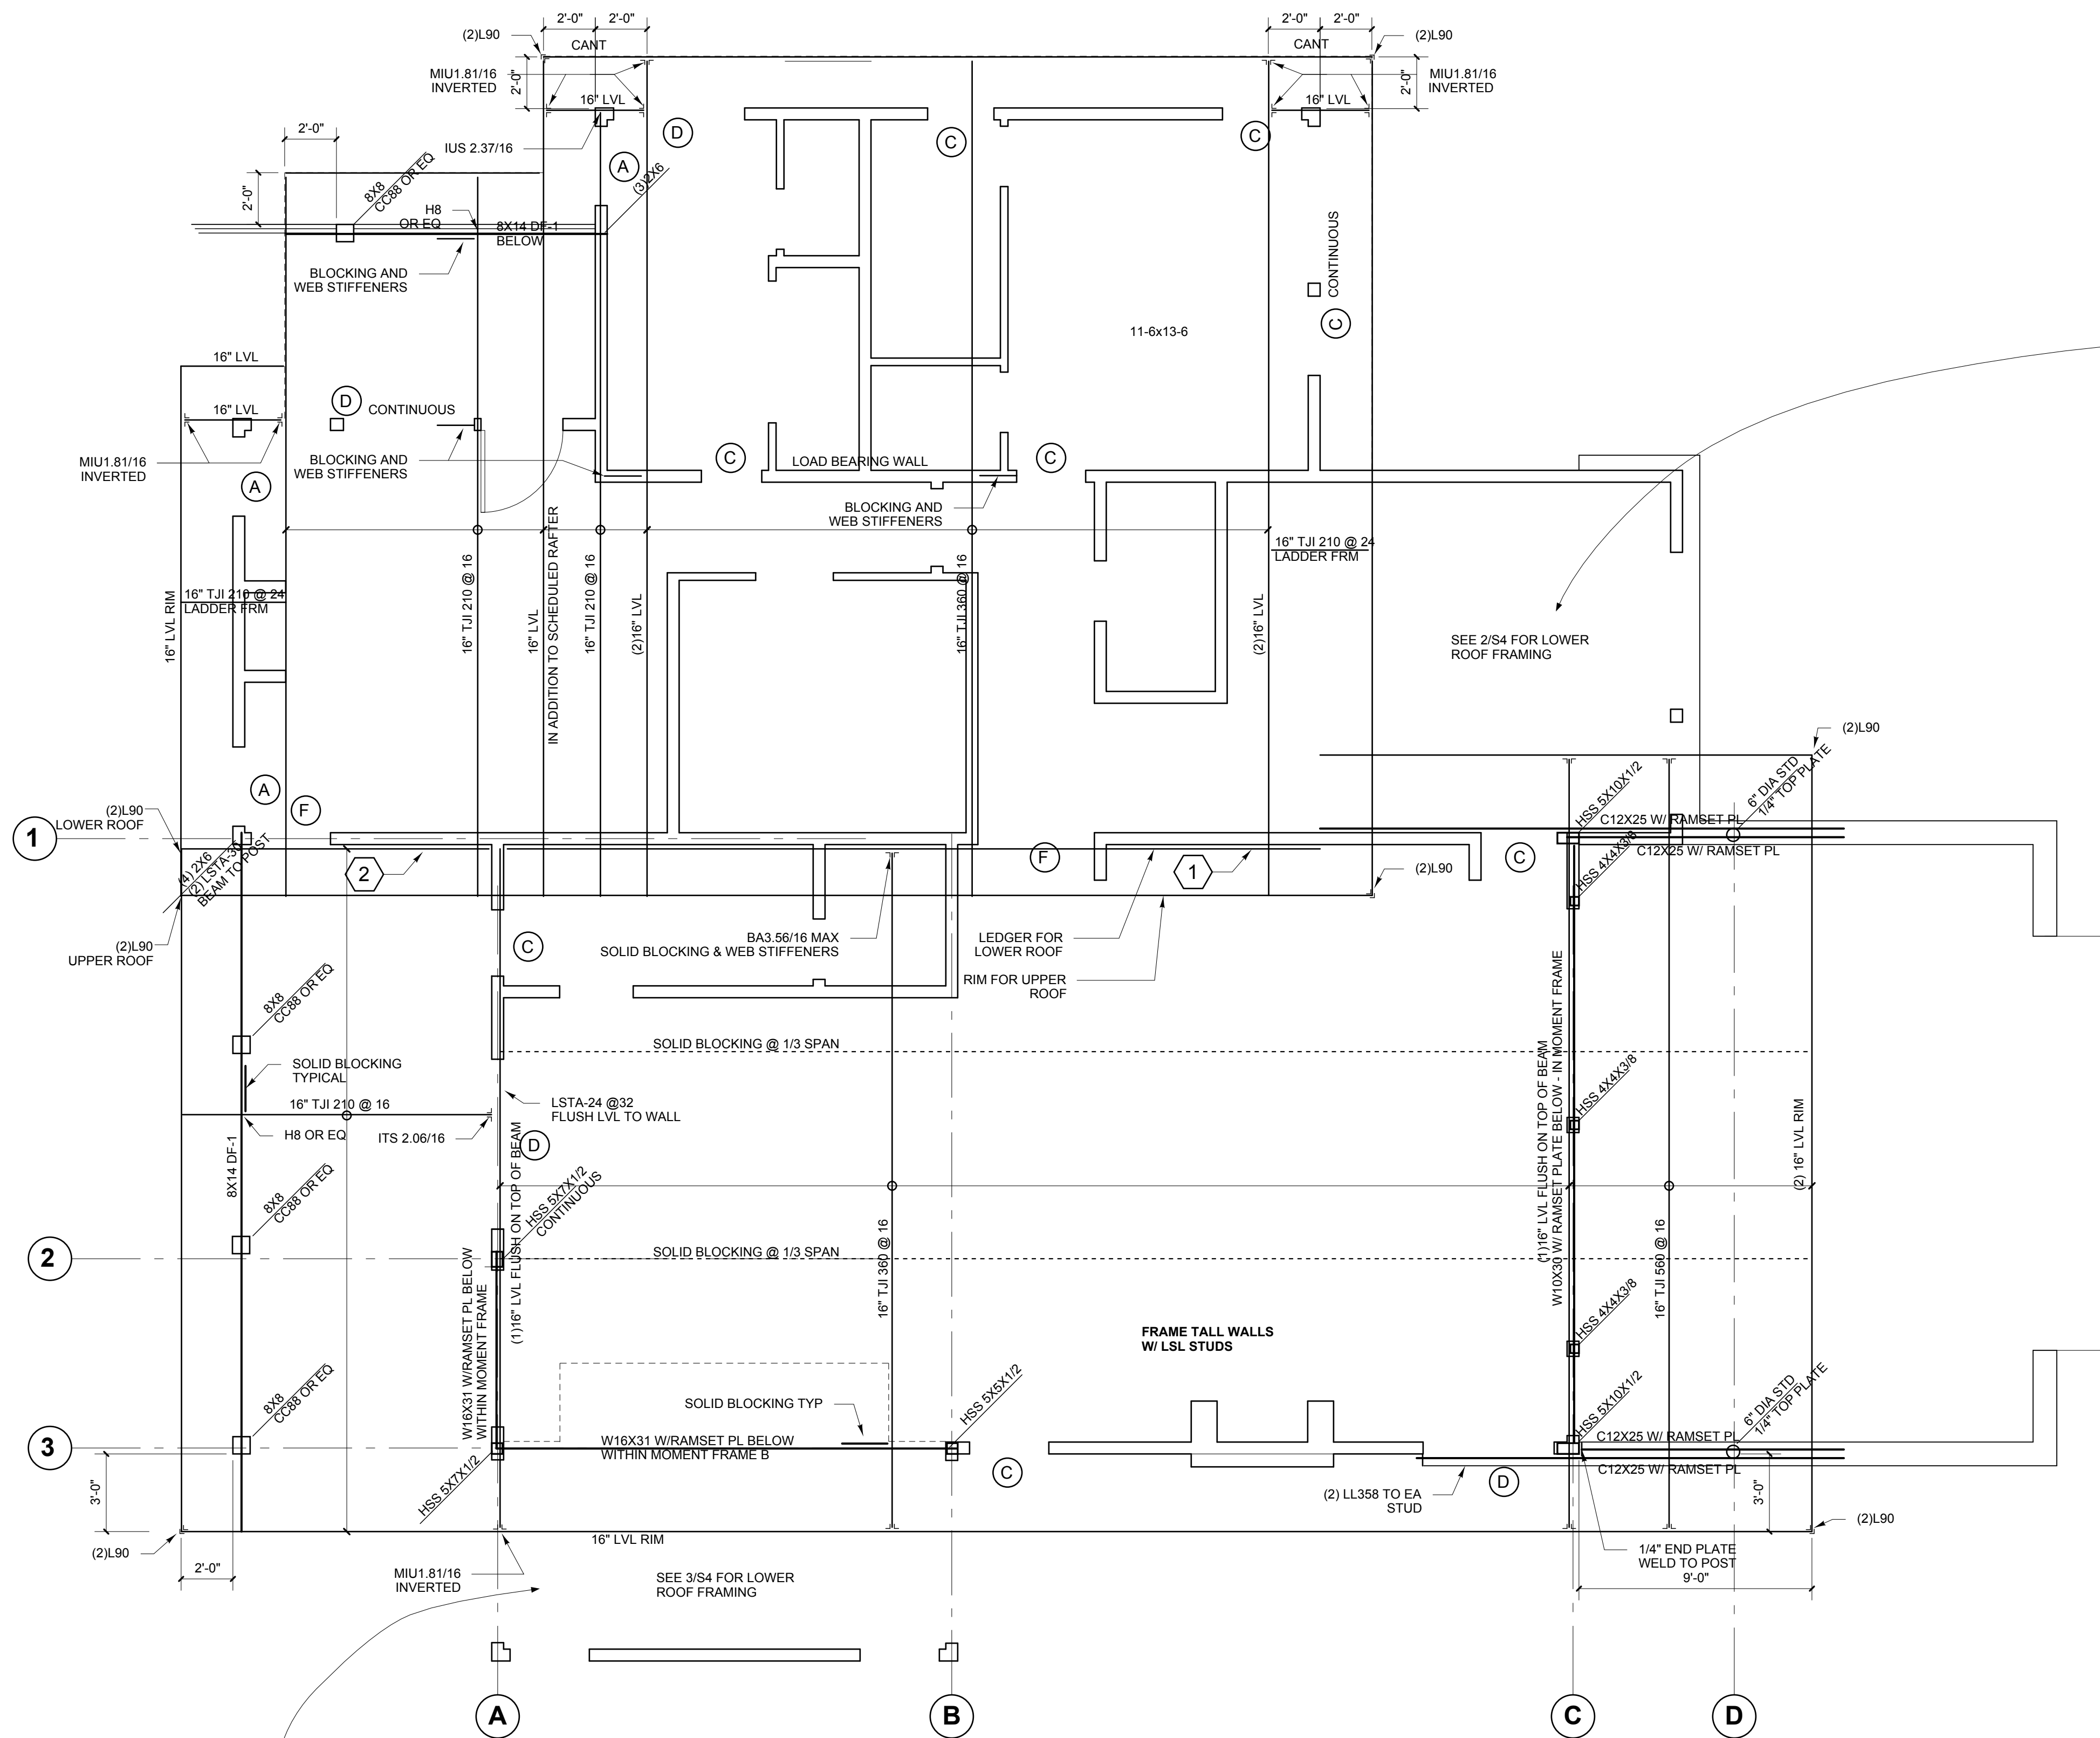 2'-0"
2'-0"
2'-0"
2'-0"
(2)L90
CANT
CANT
(2)L90
MIU1.81/16
INVERTED
2'-0"
16" LVL
16" LVL
2'-0"
MIU1.81/16
INVERTED
2'-0"
IUS 2.37/16
D
C
C
A
(3)2X6
8X8
CC88 OR EQ
2'-0"
H8
OR EQ
8X14 DF-1
BELOW
BLOCKING AND
WEB STIFFENERS
CONTINUOUS
C
11-6x13-6
16" LVL
16" LVL
D
CONTINUOUS
MIU1.81/16
INVERTED
BLOCKING AND
WEB STIFFENERS
C
LOAD BEARING WALL
C
A
BLOCKING AND
WEB STIFFENERS
16" LVL RIM
16" TJI 210 @ 24
LADDER FRM
16" TJI 210 @ 16
16" LVL
IN ADDITION TO SCHEDULED RAFTER
16" TJI 210 @ 16
(2)16" LVL
16" TJI 360 @ 16
(2)16" LVL
16" TJI 210 @ 24
LADDER FRM
SEE 2/S4 FOR LOWER
ROOF FRAMING
(2)L90
A
F
(2)L90
LOWER ROOF
1
(4) 2X6
(2) LSTA-30
BEAM TO POST
2
F
1
C
HSS 5X10X1/2
C12X25 W/ RAMSET PL
6" DIA STD
1/4" TOP PLATE
C12X25 W/ RAMSET PL
HSS 4X4X3/8
(2)L90
(2)L90
UPPER ROOF
C
BA3.56/16 MAX
SOLID BLOCKING & WEB STIFFENERS
LEDGER FOR
LOWER ROOF
RIM FOR UPPER
ROOF
8X8
CC88 OR EQ
SOLID BLOCKING @ 1/3 SPAN
SOLID BLOCKING
TYPICAL
16" TJI 210 @ 16
LSTA-24 @32
FLUSH LVL TO WALL
H8 OR EQ
ITS 2.06/16
D
8X14 DF-1
8X8
CC88 OR EQ
HSS 5X7X1/2
CONTINUOUS
(1)16" LVL FLUSH ON TOP OF BEAM
HSS 4X4X3/8
(1)16" LVL FLUSH ON TOP OF BEAM
W10X30 W/ RAMSET PLATE BELOW - IN MOMENT FRAME
(2) 16" LVL RIM
2
SOLID BLOCKING @ 1/3 SPAN
W16X31 W/RAMSET PL BELOW
WITHIN MOMENT FRAME
16" TJI 360 @ 16
16" TJI 560 @ 16
HSS 4X4X3/8
FRAME TALL WALLS
W/ LSL STUDS
8X8
CC88 OR EQ
SOLID BLOCKING TYP
HSS 5X5X1/2
HSS 5X10X1/2
6" DIA STD
1/4" TOP PLATE
3
W16X31 W/RAMSET PL BELOW
WITHIN MOMENT FRAME B
C12X25 W/ RAMSET PL
C12X25 W/ RAMSET PL
HSS 5X7X1/2
C
D
3'-0"
(2) LL358 TO EA
STUD
3'-0"
(2)L90
(2)L90
16" LVL RIM
2'-0"
MIU1.81/16
INVERTED
SEE 3/S4 FOR LOWER
ROOF FRAMING
1/4" END PLATE
WELD TO POST
9'-0"
A
B
C
D